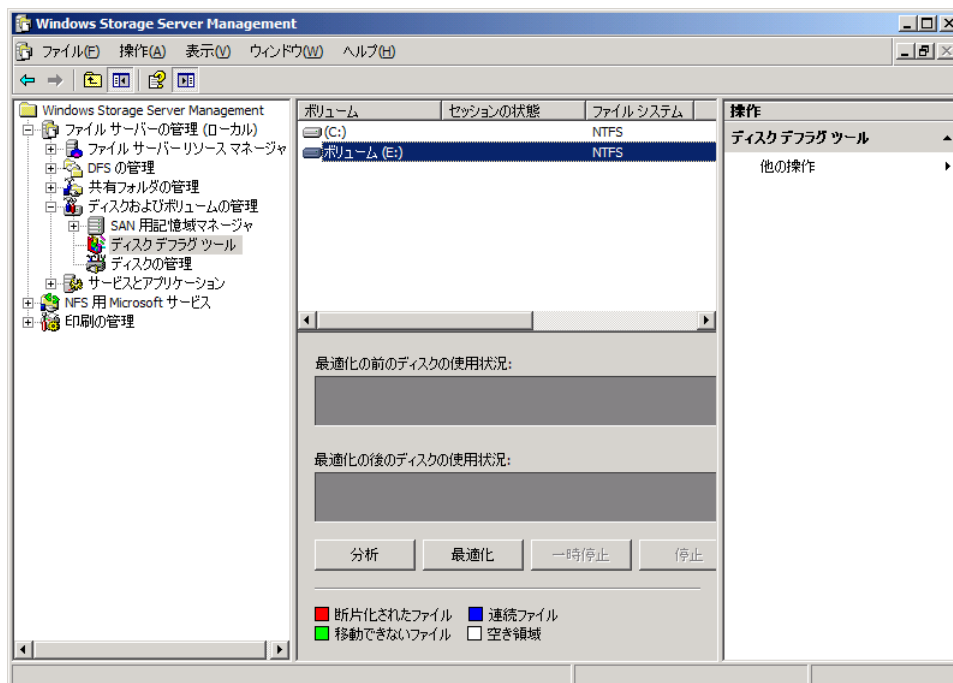 Windows Storage Server Management
ファイル(F) 操作(A) 表示(V) ウィンドウ(W) ヘルプ(H)
Windows Storage Server Management
ファイル サーバーの管理 (ローカル)
ファイル サーバー リソース マネージャ
DFS の管理
共有フォルダの管理
ディスクおよびボリュームの管理
SAN 用記憶域マネージャ
ディスク デフラグ ツール
ディスクの管理
サービスとアプリケーション
NFS 用 Microsoft サービス
印刷の管理
ボリューム セッションの状態 ファイル システム
(C:) NTFS
ボリューム (E:) NTFS
最適化の前のディスクの使用状況:
最適化の後のディスクの使用状況:
分析 最適化 一時停止 停止
断片化されたファイル 連続ファイル
移動できないファイル 空き領域
操作
ディスク デフラグ ツール
他の操作